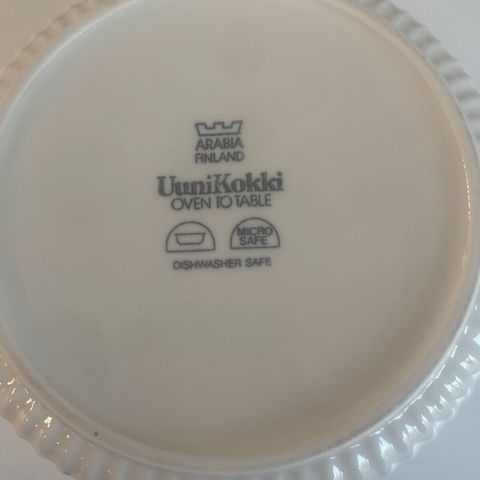 ARABIA
FINLAND
UuniKokki
OVEN TO TABLE
MICRO
SAFE
DISHWASHER SAFE